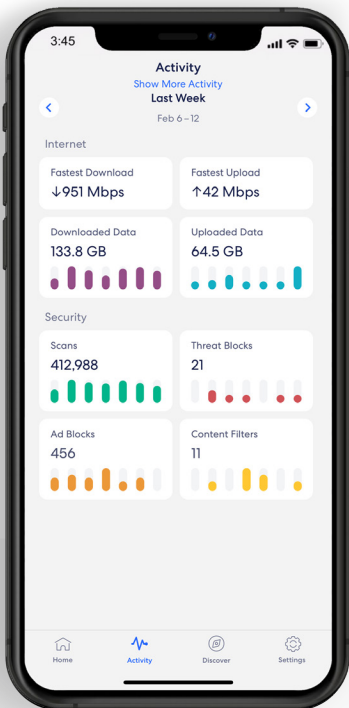 3:45
Activity
Show More Activity
Last Week
Feb 6–12
Internet
Fastest Download
↓951 Mbps
Fastest Upload
↑42 Mbps
Downloaded Data
133.8 GB
Uploaded Data
64.5 GB
Security
Scans
412,988
Threat Blocks
21
Ad Blocks
456
Content Filters
11
Home
Activity
Discover
Settings